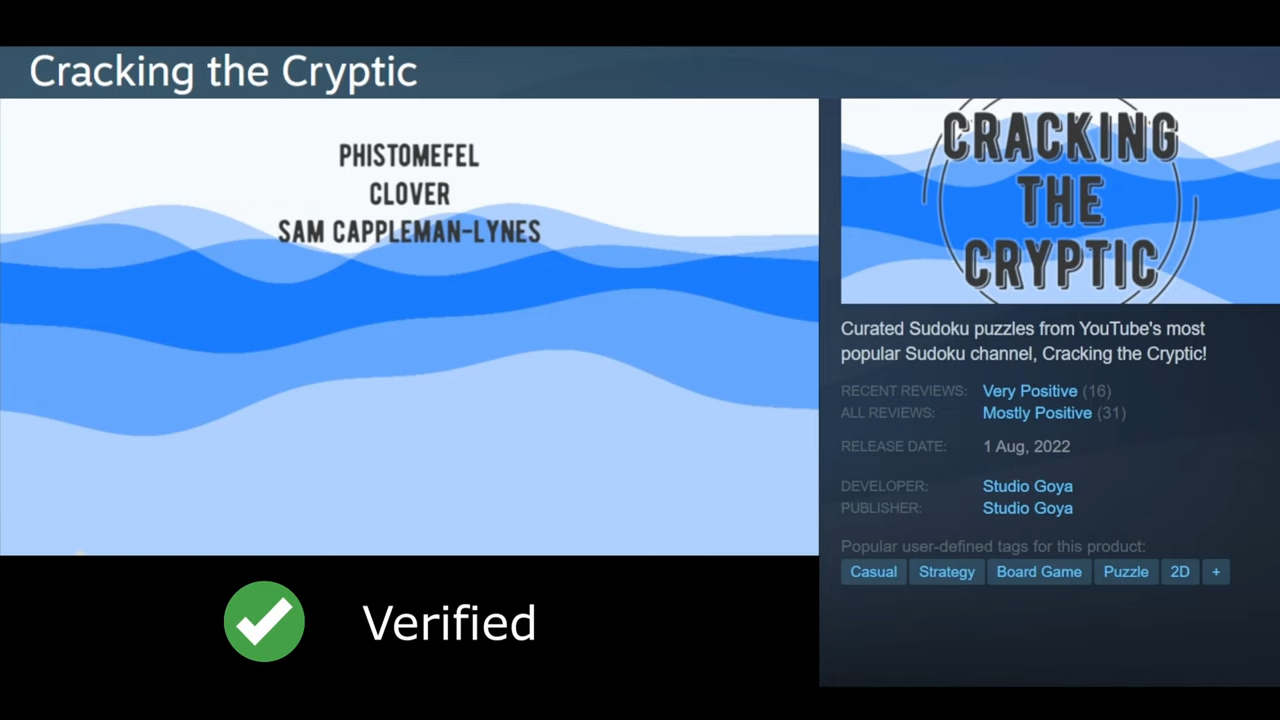 Cracking the Cryptic
PHISTOMEFEL
CLOVER
SAM CAPPLEMAN-LYNES
Verified
CRACKING
THE
CRYPTIC
Curated Sudoku puzzles from YouTube's most
popular Sudoku channel, Cracking the Cryptic!
RECENT REVIEWS: Very Positive (16)
ALL REVIEWS: Mostly Positive (31)
RELEASE DATE: 1 Aug, 2022
DEVELOPER: Studio Goya
PUBLISHER: Studio Goya
Popular user-defined tags for this product:
Casual Strategy Board Game Puzzle 2D +